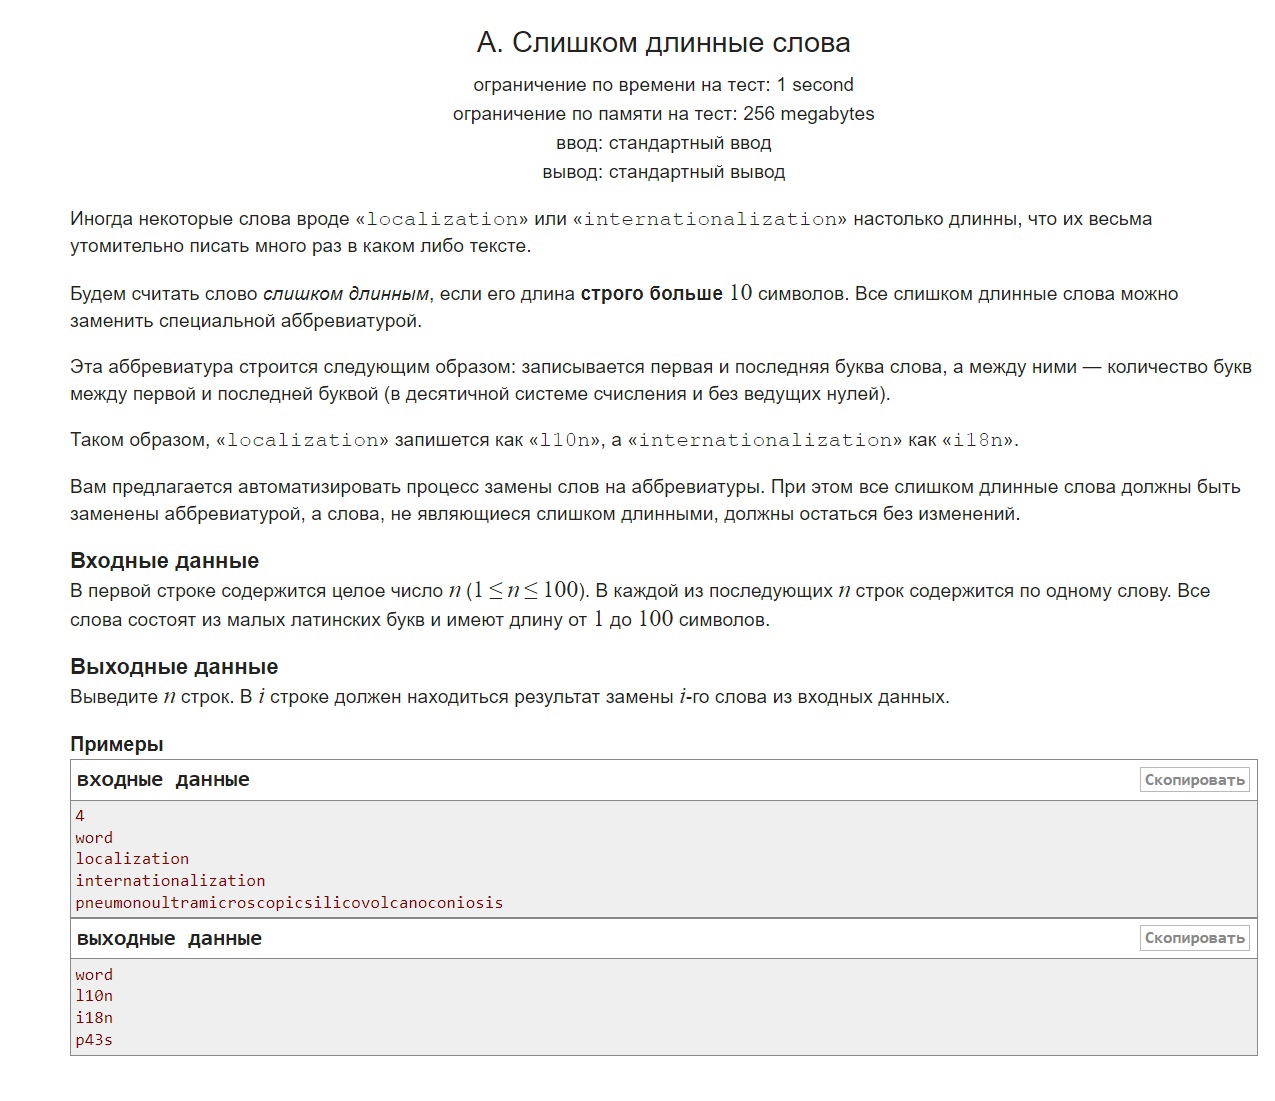 А. Слишком длинные слова
ограничение по времени на тест: 1 second
ограничение по памяти на тест: 256 megabytes
ввод: стандартный ввод
вывод: стандартный вывод
Иногда некоторые слова вроде «localization» или «internationalization» настолько длинны, что их весьма
утомительно писать много раз в каком либо тексте.
Будем считать слово слишком длинным, если его длина строго больше 10 символов. Все слишком длинные слова можно
заменить специальной аббревиатурой.
Эта аббревиатура строится следующим образом: записывается первая и последняя буква слова, а между ними — количество букв
между первой и последней буквой (в десятичной системе счисления и без ведущих нулей).
Таком образом, «localization» запишется как «l10n», а «internationalization» как «i18n».
Вам предлагается автоматизировать процесс замены слов на аббревиатуры. При этом все слишком длинные слова должны быть
заменены аббревиатурой, а слова, не являющиеся слишком длинными, должны остаться без изменений.
Входные данные
В первой строке содержится целое число n (1 ≤ n ≤ 100). В каждой из последующих n строк содержится по одному слову. Все
слова состоят из малых латинских букв и имеют длину от 1 до 100 символов.
Выходные данные
Выведите n строк. В i строке должен находиться результат замены i-го слова из входных данных.
Примеры
входные данные
Скопировать
4
word
localization
internationalization
pneumonoultramicroscopicsilicovolcanoconiosis
выходные данные
Скопировать
word
l10n
i18n
p43s